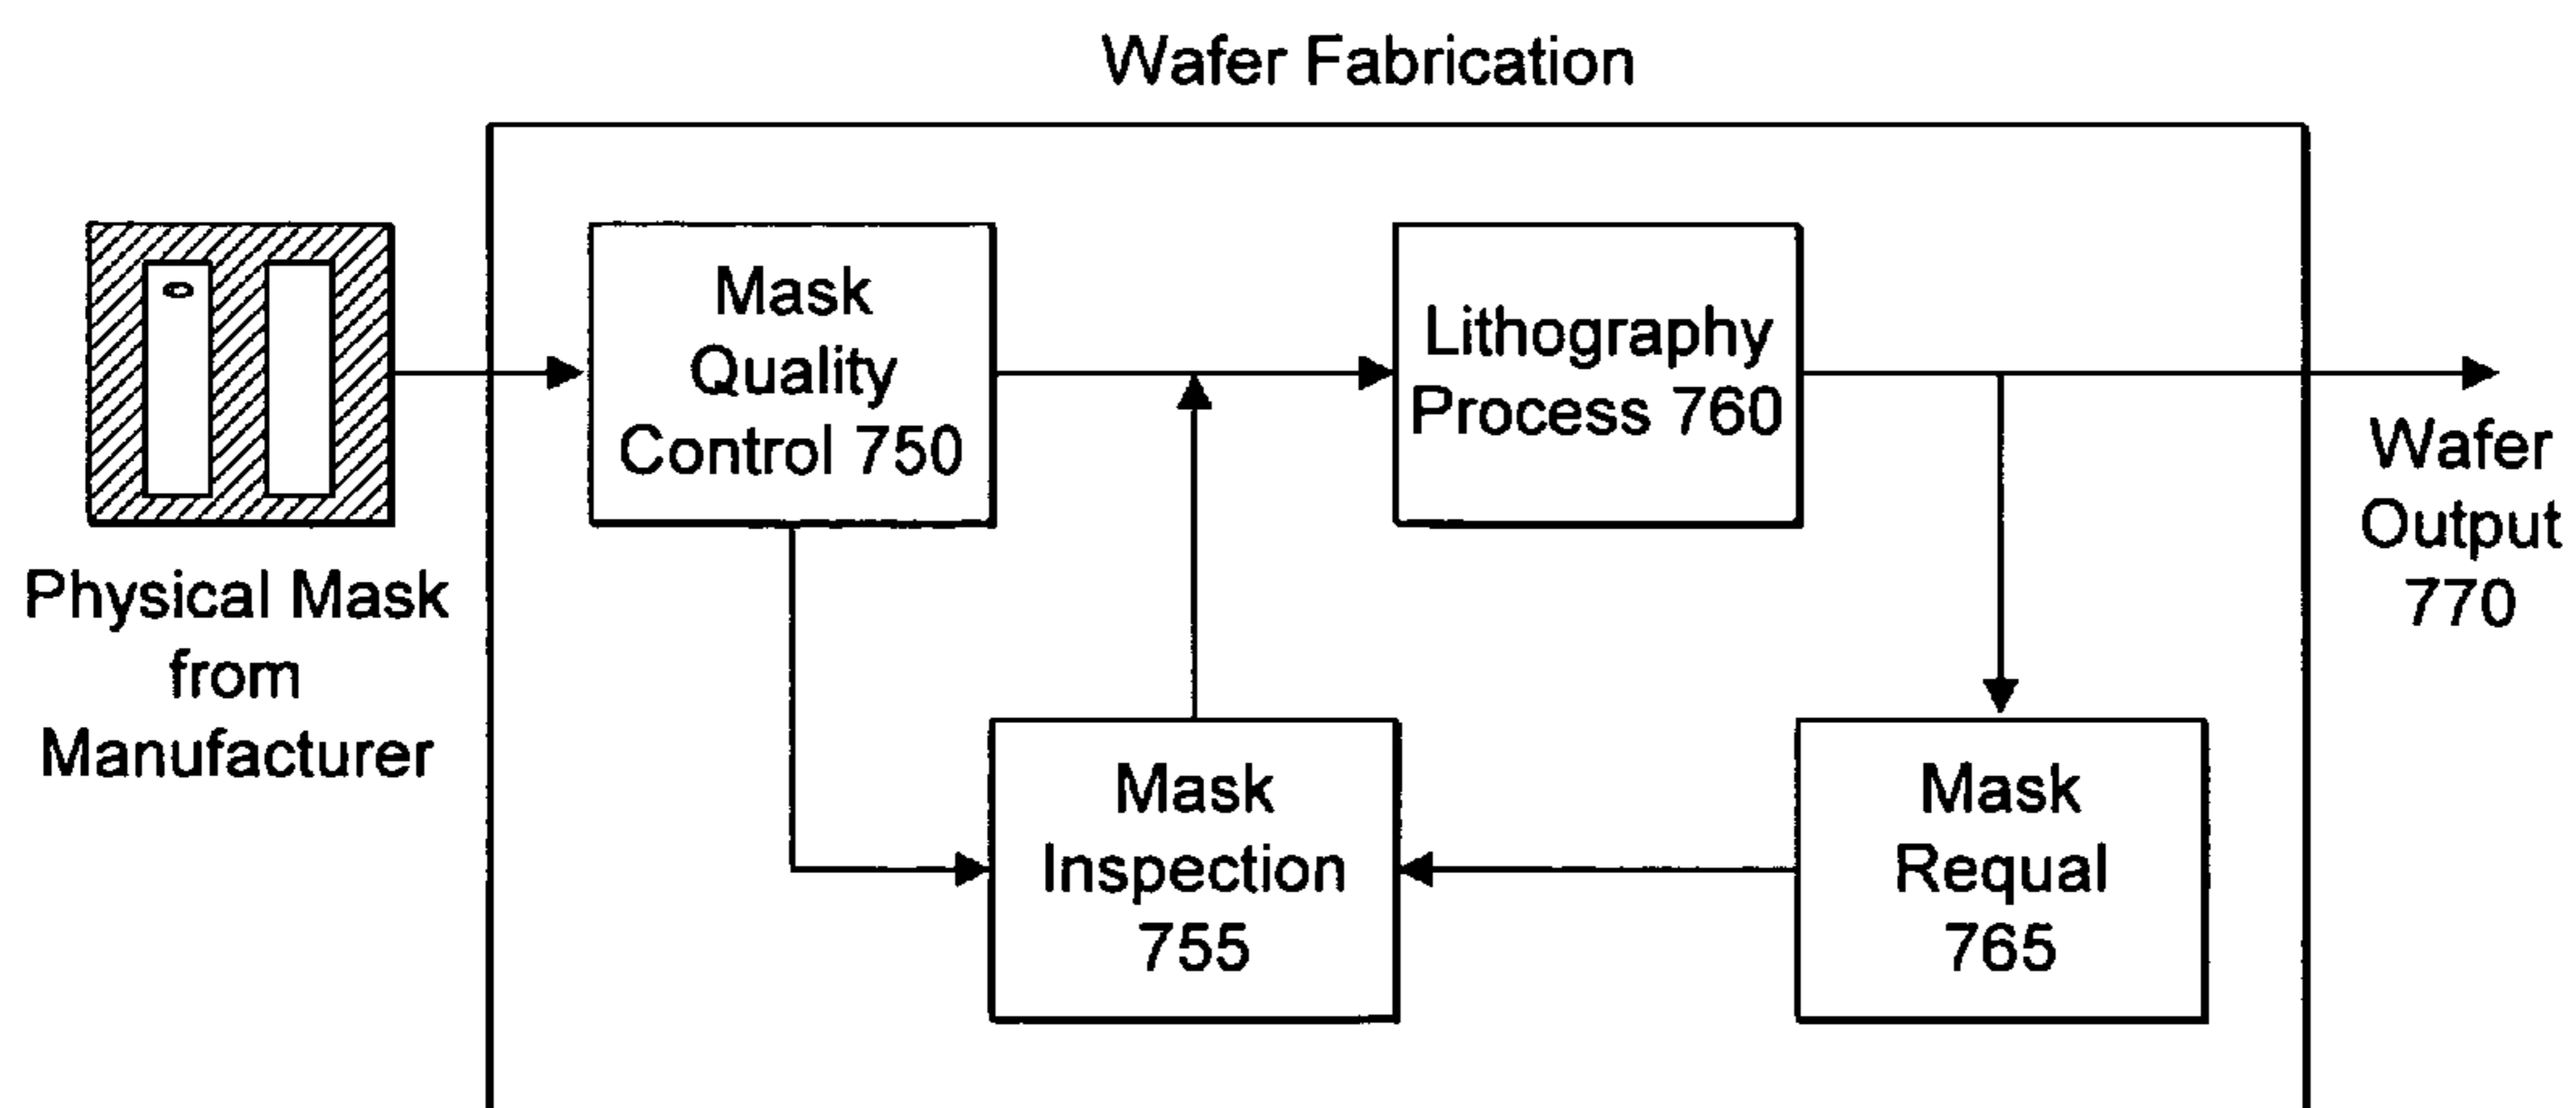 Wafer Fabrication
Mask
Quality
Control 750
Lithography
Process 760
Wafer
Output
770
Physical Mask
from
Manufacturer
Mask
Inspection
755
Mask
Requal
765